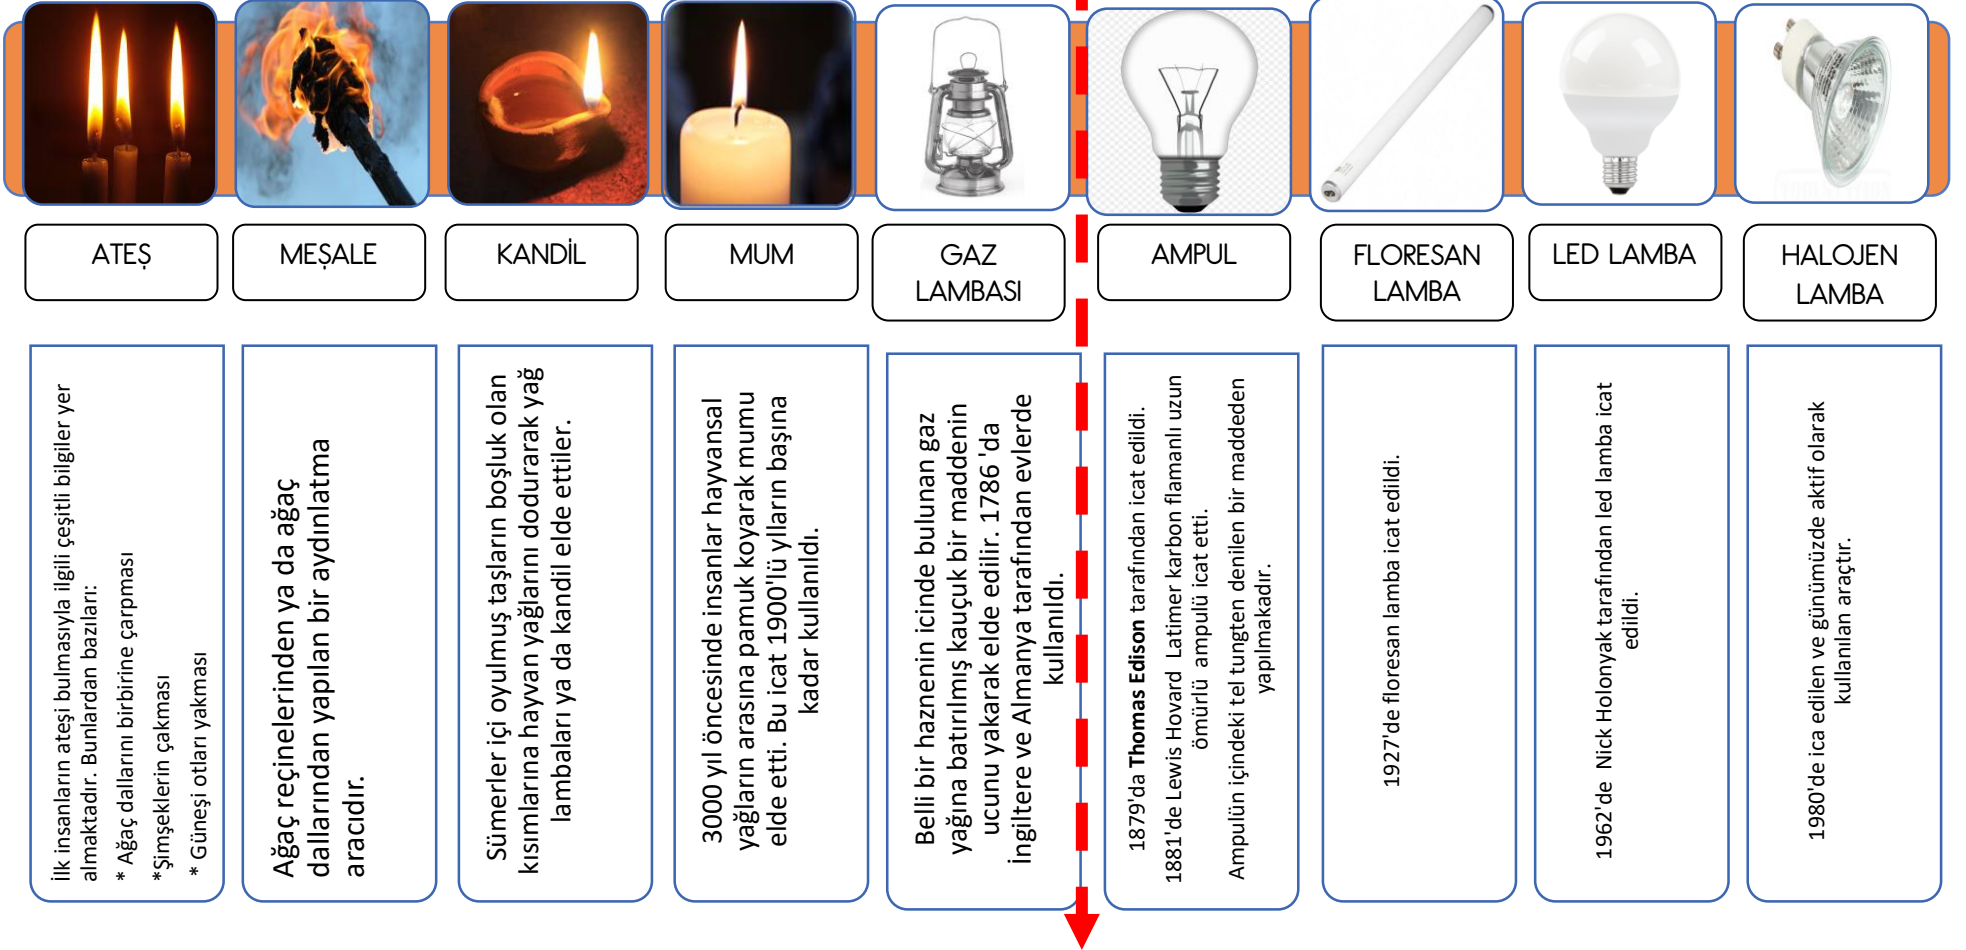 ATEŞ
MEŞALE
KANDİL
MUM
GAZ
LAMBASI
AMPUL
FLORESAN
LAMBA
LED LAMBA
HALOJEN
LAMBA
İlk insanların ateşi bulmasıyla ilgili çeşitli bilgiler yer
almaktadır. Bunlardan bazıları:
* Ağaç dallarını birbirine çarpması
*Şimşeklerin çakması
* Güneşi otları yakması
Ağaç reçinelerinden ya da ağaç
dallarından yapılan bir aydınlatma
aracıdır.
Sümerler içi oyulmuş taşların boşluk olan
kısımlarına hayvan yağlarını dodurarak yağ
lambaları ya da kandil elde ettiler.
3000 yıl öncesinde insanlar hayvansal
yağların arasına pamuk koyarak mumu
elde etti. Bu icat 1900'lü ylların başına
kadar kullanıldı.
Belli bir haznenin icinde bulunan gaz
yağına batırılmış kauçuk bir maddenin
ucunu yakarak elde edilir. 1786 'da
İngiltere ve Almanya tarafından evlerde
kullanıldı.
1879'da Thomas Edison tarafından icat edildi.
1881'de Lewis Hovard Latimer karbon flamanlı uzun
ömürlü ampulü icat etti.
Ampulün içindeki tel tungten denilen bir maddeden
yapılmakadır.
1927'de floresan lamba icat edildi.
1962'de Nick Holonyak tarafından led lamba icat
edildi.
1980'de ica edilen ve günümüzde aktif olarak
kullanılan araçtır.